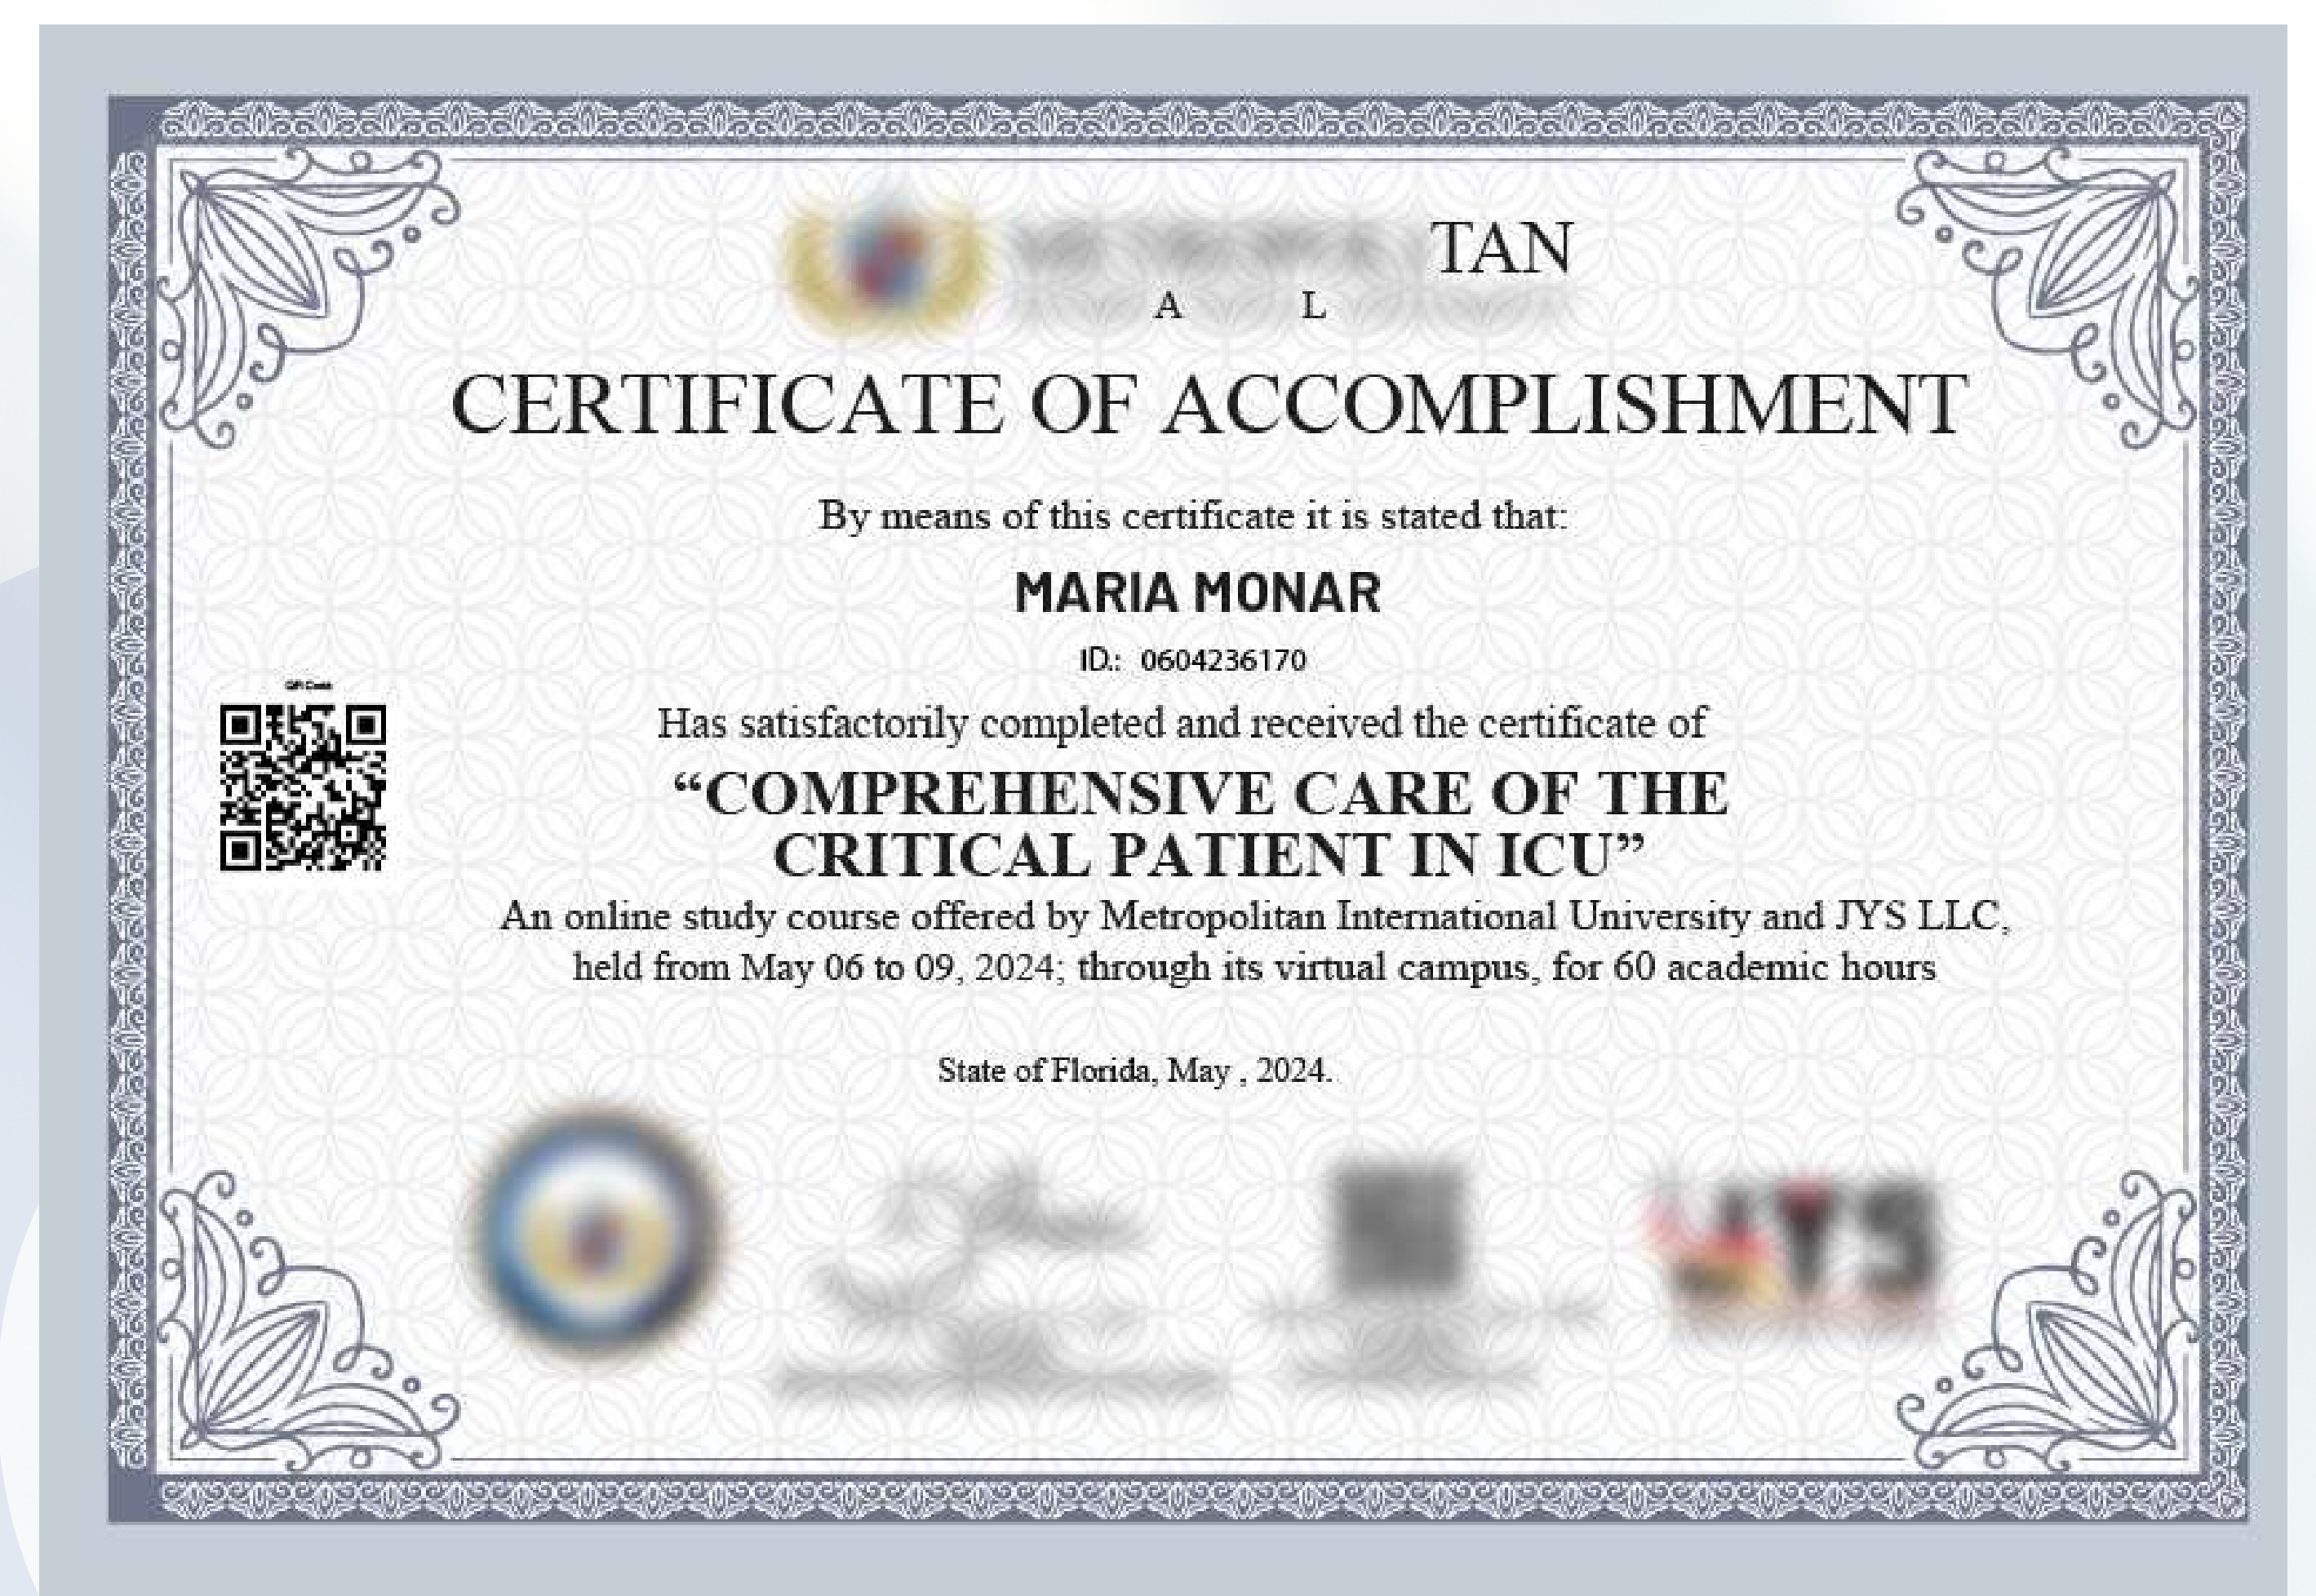 TAN
A L
CERTIFICATE OF ACCOMPLISHMENT
By means of this certificate it is stated that:
MARIA MONAR
ID.: 0604236170
QR Code
Has satisfactorily completed and received the certificate of
“COMPREHENSIVE CARE OF THE
CRITICAL PATIENT IN ICU”
An online study course offered by Metropolitan International University and JYS LLC,
held from May 06 to 09, 2024; through its virtual campus, for 60 academic hours
State of Florida, May , 2024.